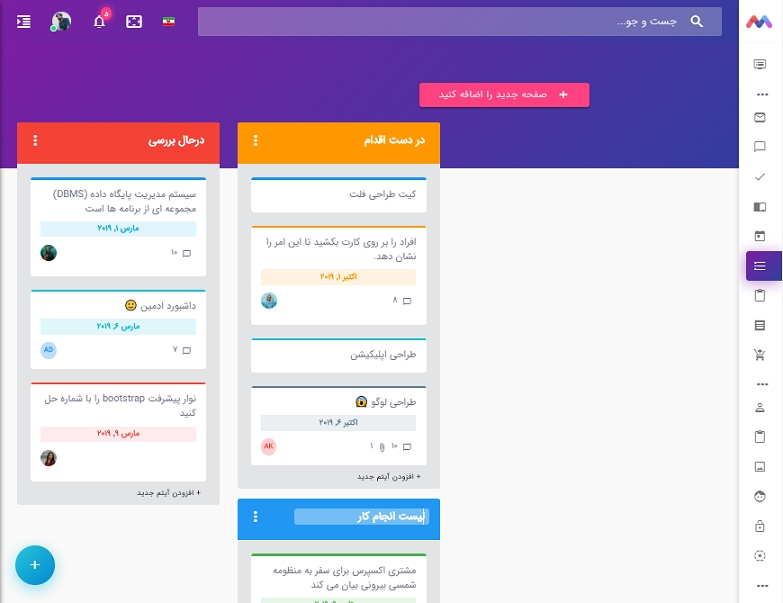 ۵
جست و جو...
+ صفحه جدید را اضافه کنید
در دست اقدام
کیت طراحی فلت
افراد را بر روی کارت بکشید تا این امر را
نشان دهد.
اکتبر ۱, ۲۰۱۹
۸
طراحی اپلیکیشن
طراحی لوگو 😱
اکتبر ۶, ۲۰۱۹
۱۰ ۱
AK
+ افزودن آیتم جدید
لیست انجام کار
مشتری اکسپرس برای سفر به منظومه
شمسی بیرونی بیان می کند
درحال بررسی
سیستم مدیریت پایگاه داده (DBMS)
مجموعه ای از برنامه ها است
مارس ۱, ۲۰۱۹
۱۰
داشبورد ادمین
مارس ۶, ۲۰۱۹
۷
AD
نوار پیشرفت bootstrap را با شماره حل
کنید
مارس ۹, ۲۰۱۹
+ افزودن آیتم جدید
+